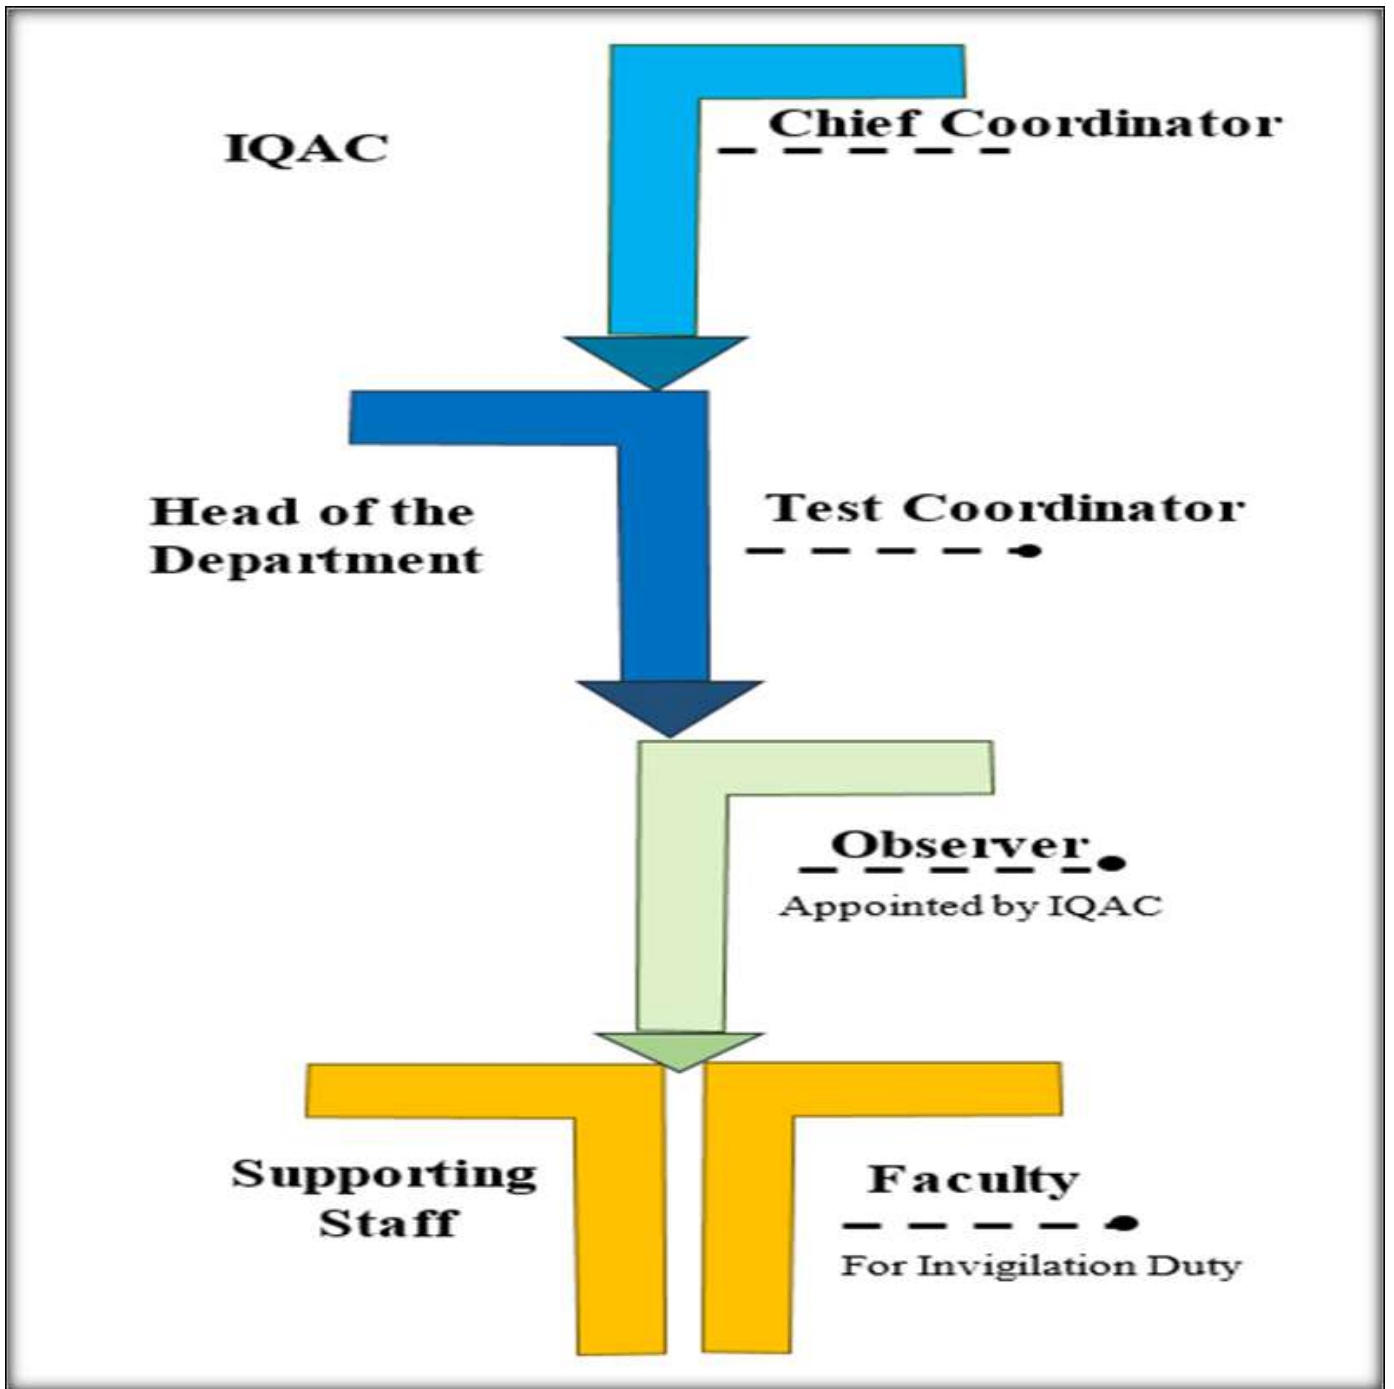 IQAC
Chief Coordinator
Head of the
Department
Test Coordinator
Observer
Appointed by IQAC
Supporting
Staff
Faculty
For Invigilation Duty